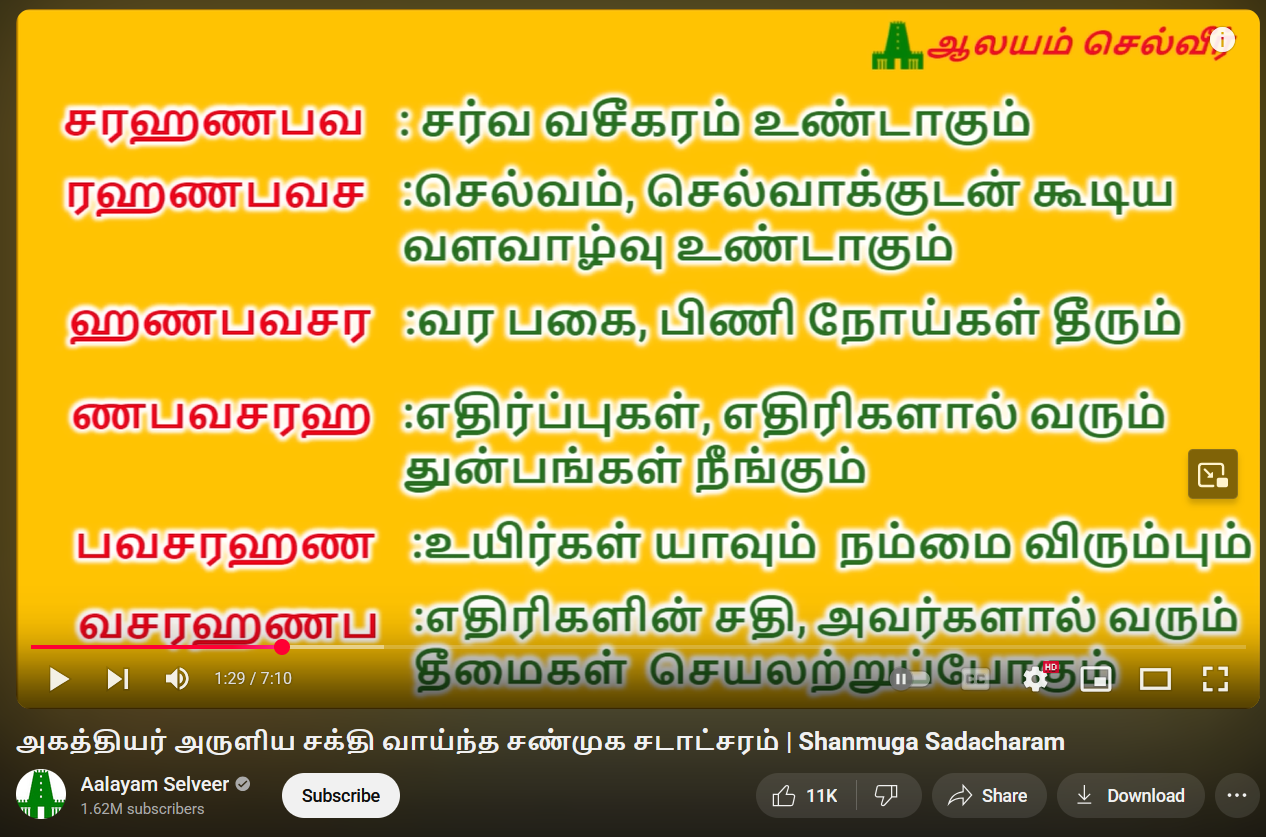 ஆலயம் செல்வீர்
சரஹணபவ : சர்வ வசீகரம் உண்டாகும்
ரஹணபவச :செல்வம், செல்வாக்குடன் கூடிய
வளவாழ்வு உண்டாகும்
ஹணபவசர :வர பகை, பிணி நோய்கள் தீரும்
ணபவசரஹ :எதிர்ப்புகள், எதிரிகளால் வரும்
துன்பங்கள் நீங்கும்
பவசரஹண :உயிர்கள் யாவும் நம்மை விரும்பும்
வசரஹணப :எதிரிகளின் சதி, அவர்களால் வரும்
தீமைகள் செயலற்றுப்போகும்
1:29 / 7:10
CC
HD
அகத்தியர் அருளிய சக்தி வாய்ந்த சண்முக சடாட்சரம் | Shanmuga Sadacharam
Aalayam Selveer
1.62M subscribers
Subscribe
11K
Share
Download